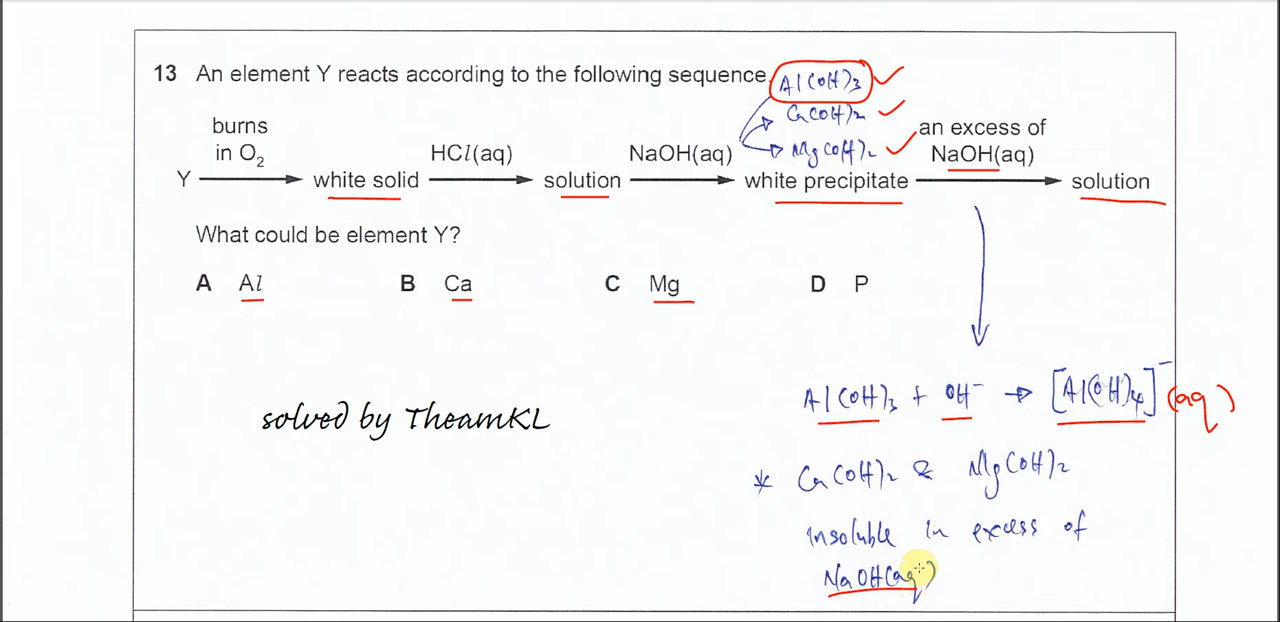 13 An element Y reacts according to the following sequence.
Al(OH)3 ✓
Ca(OH)2 ✓
Mg(OH)2 ✓
burns in O2
HCl(aq)
NaOH(aq)
an excess of NaOH(aq)
Y → white solid → solution → white precipitate → solution
What could be element Y?
A Al B Ca C Mg D P
Al(OH)3 + OH⁻ → [Al(OH)4]⁻ (aq)
solved by TheamKL
* Ca(OH)2 & Mg(OH)2
insoluble in excess of
NaOH(aq)